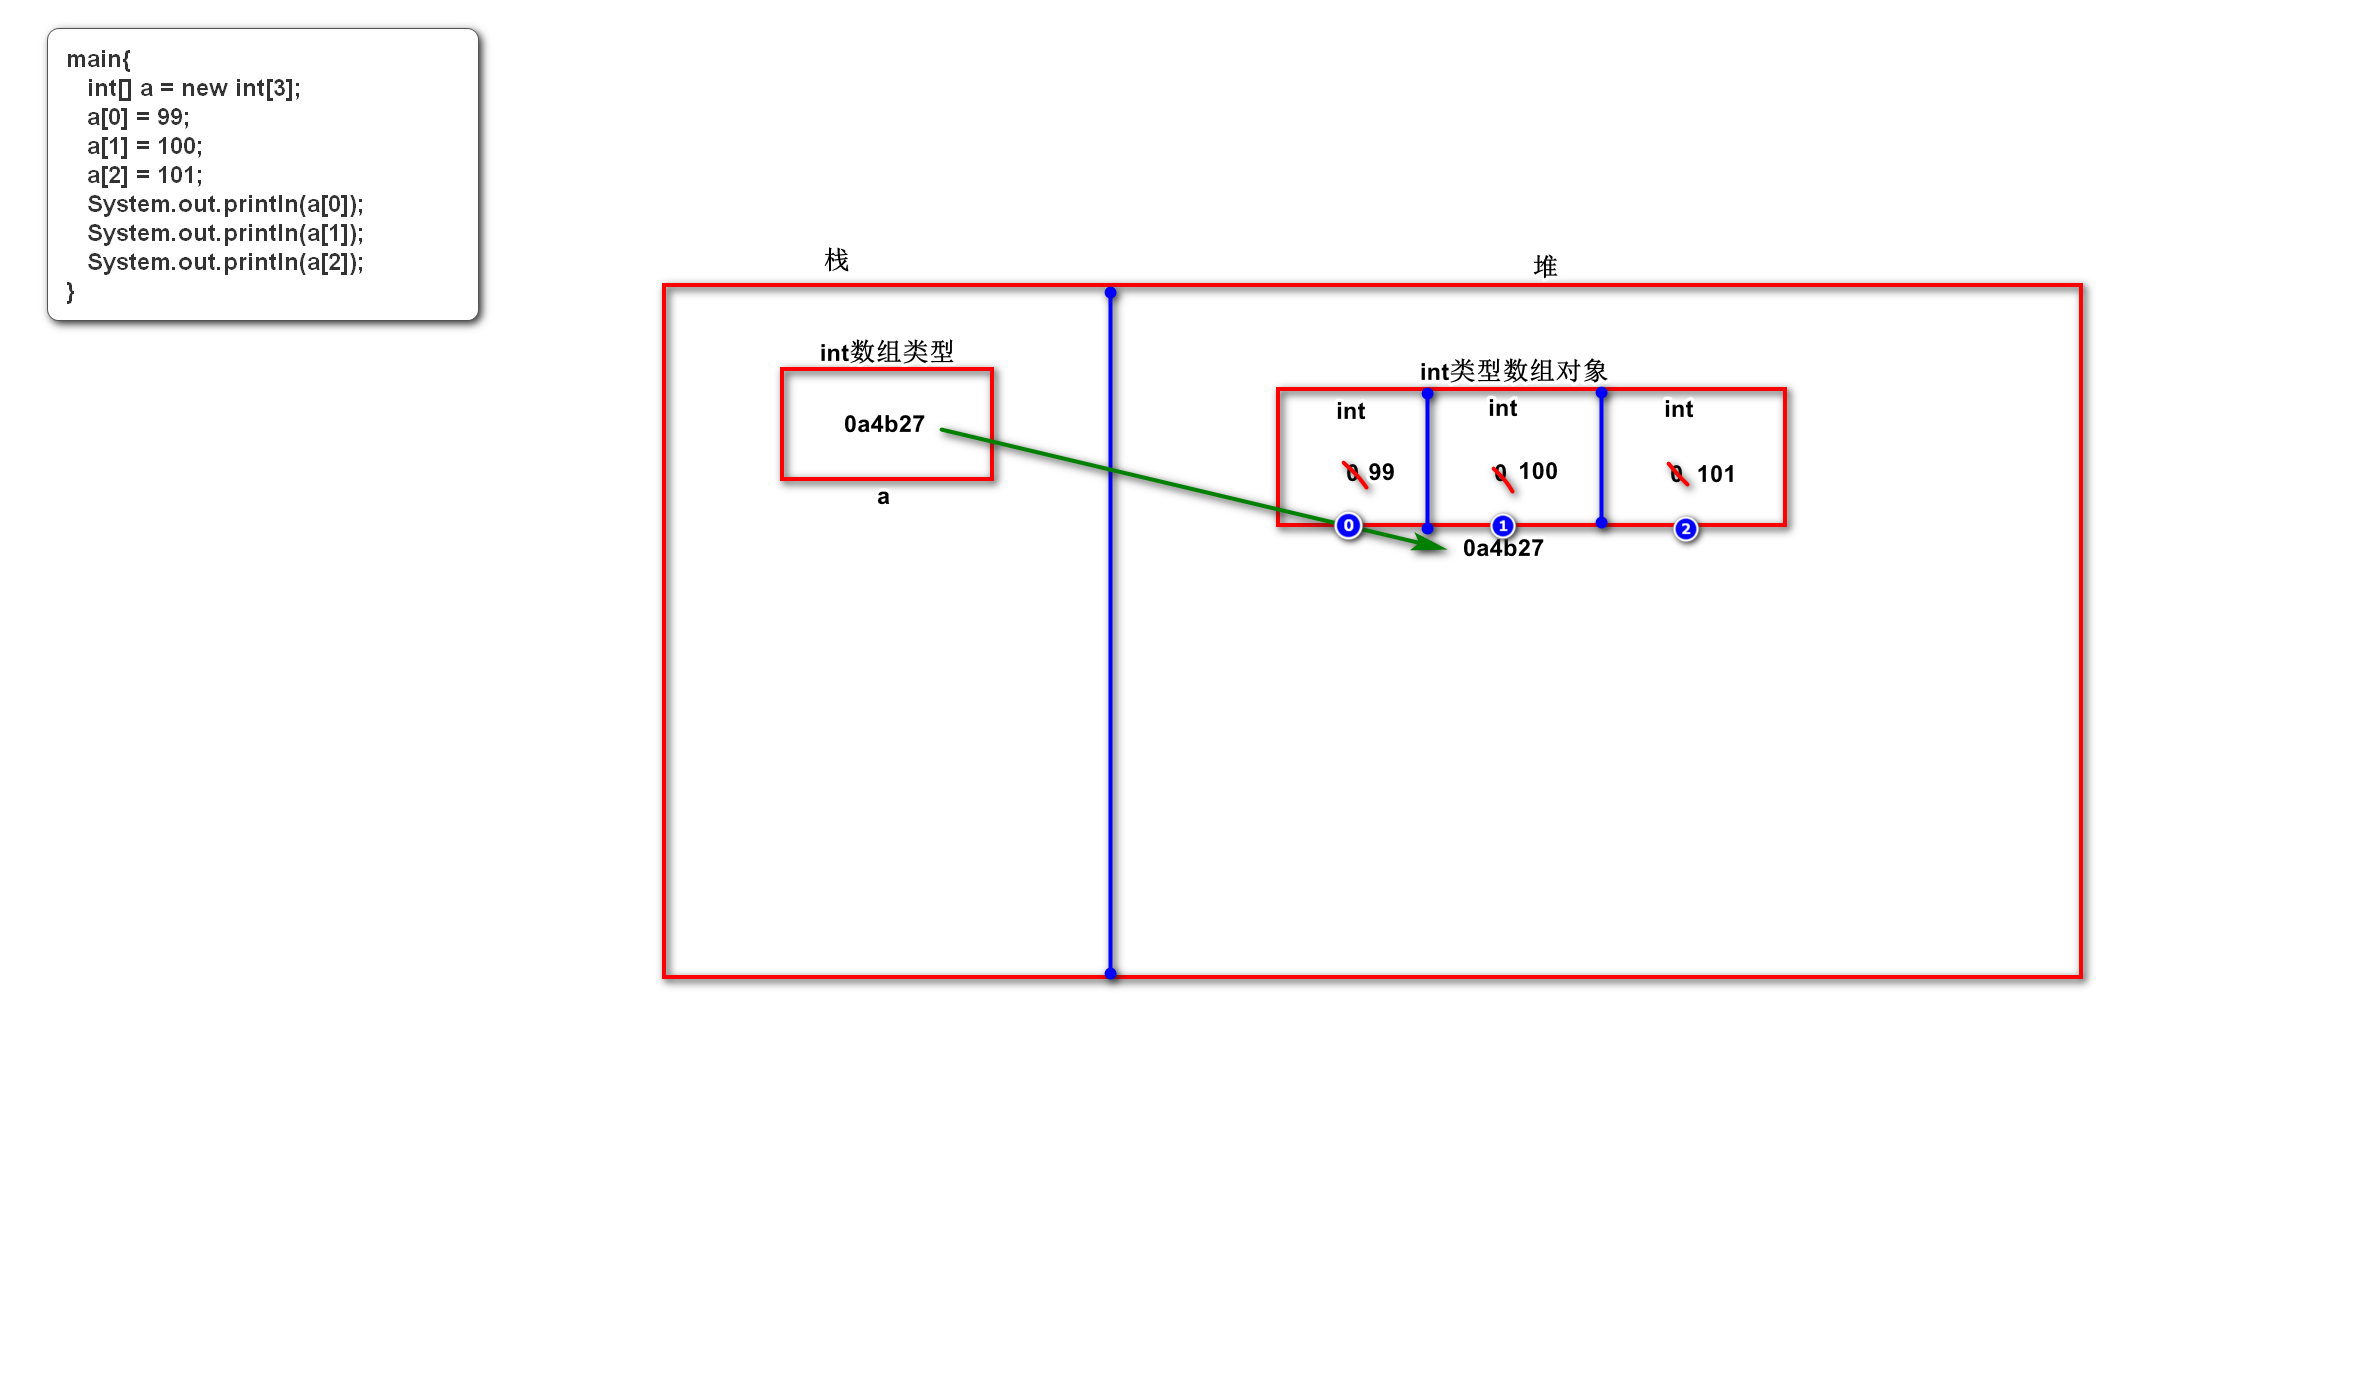 main{
int[] a = new int[3];
a[0] = 99;
a[1] = 100;
a[2] = 101;
System.out.println(a[0]);
System.out.println(a[1]);
System.out.println(a[2]);
}
栈
堆
int数组类型
0a4b27
a
int类型数组对象
int
int
int
0 99
0 100
0 101
0
1
2
0a4b27